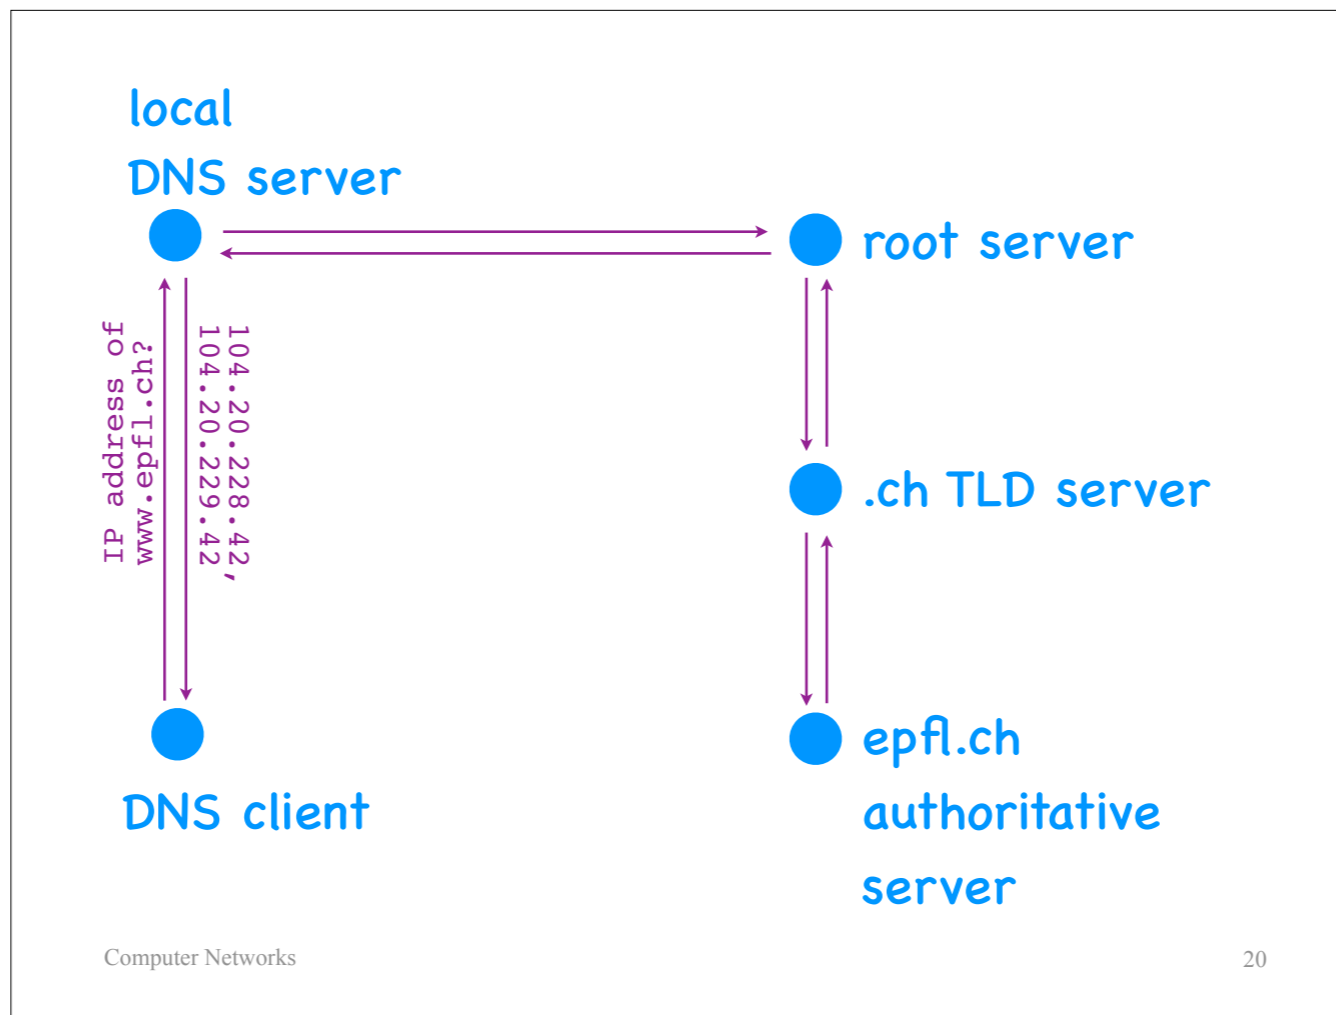 local
DNS server
root server
IP address of
www.epfl.ch?
104.20.228.42,
104.20.229.42
.ch TLD server
DNS client
epfl.ch
authoritative
server
Computer Networks
20